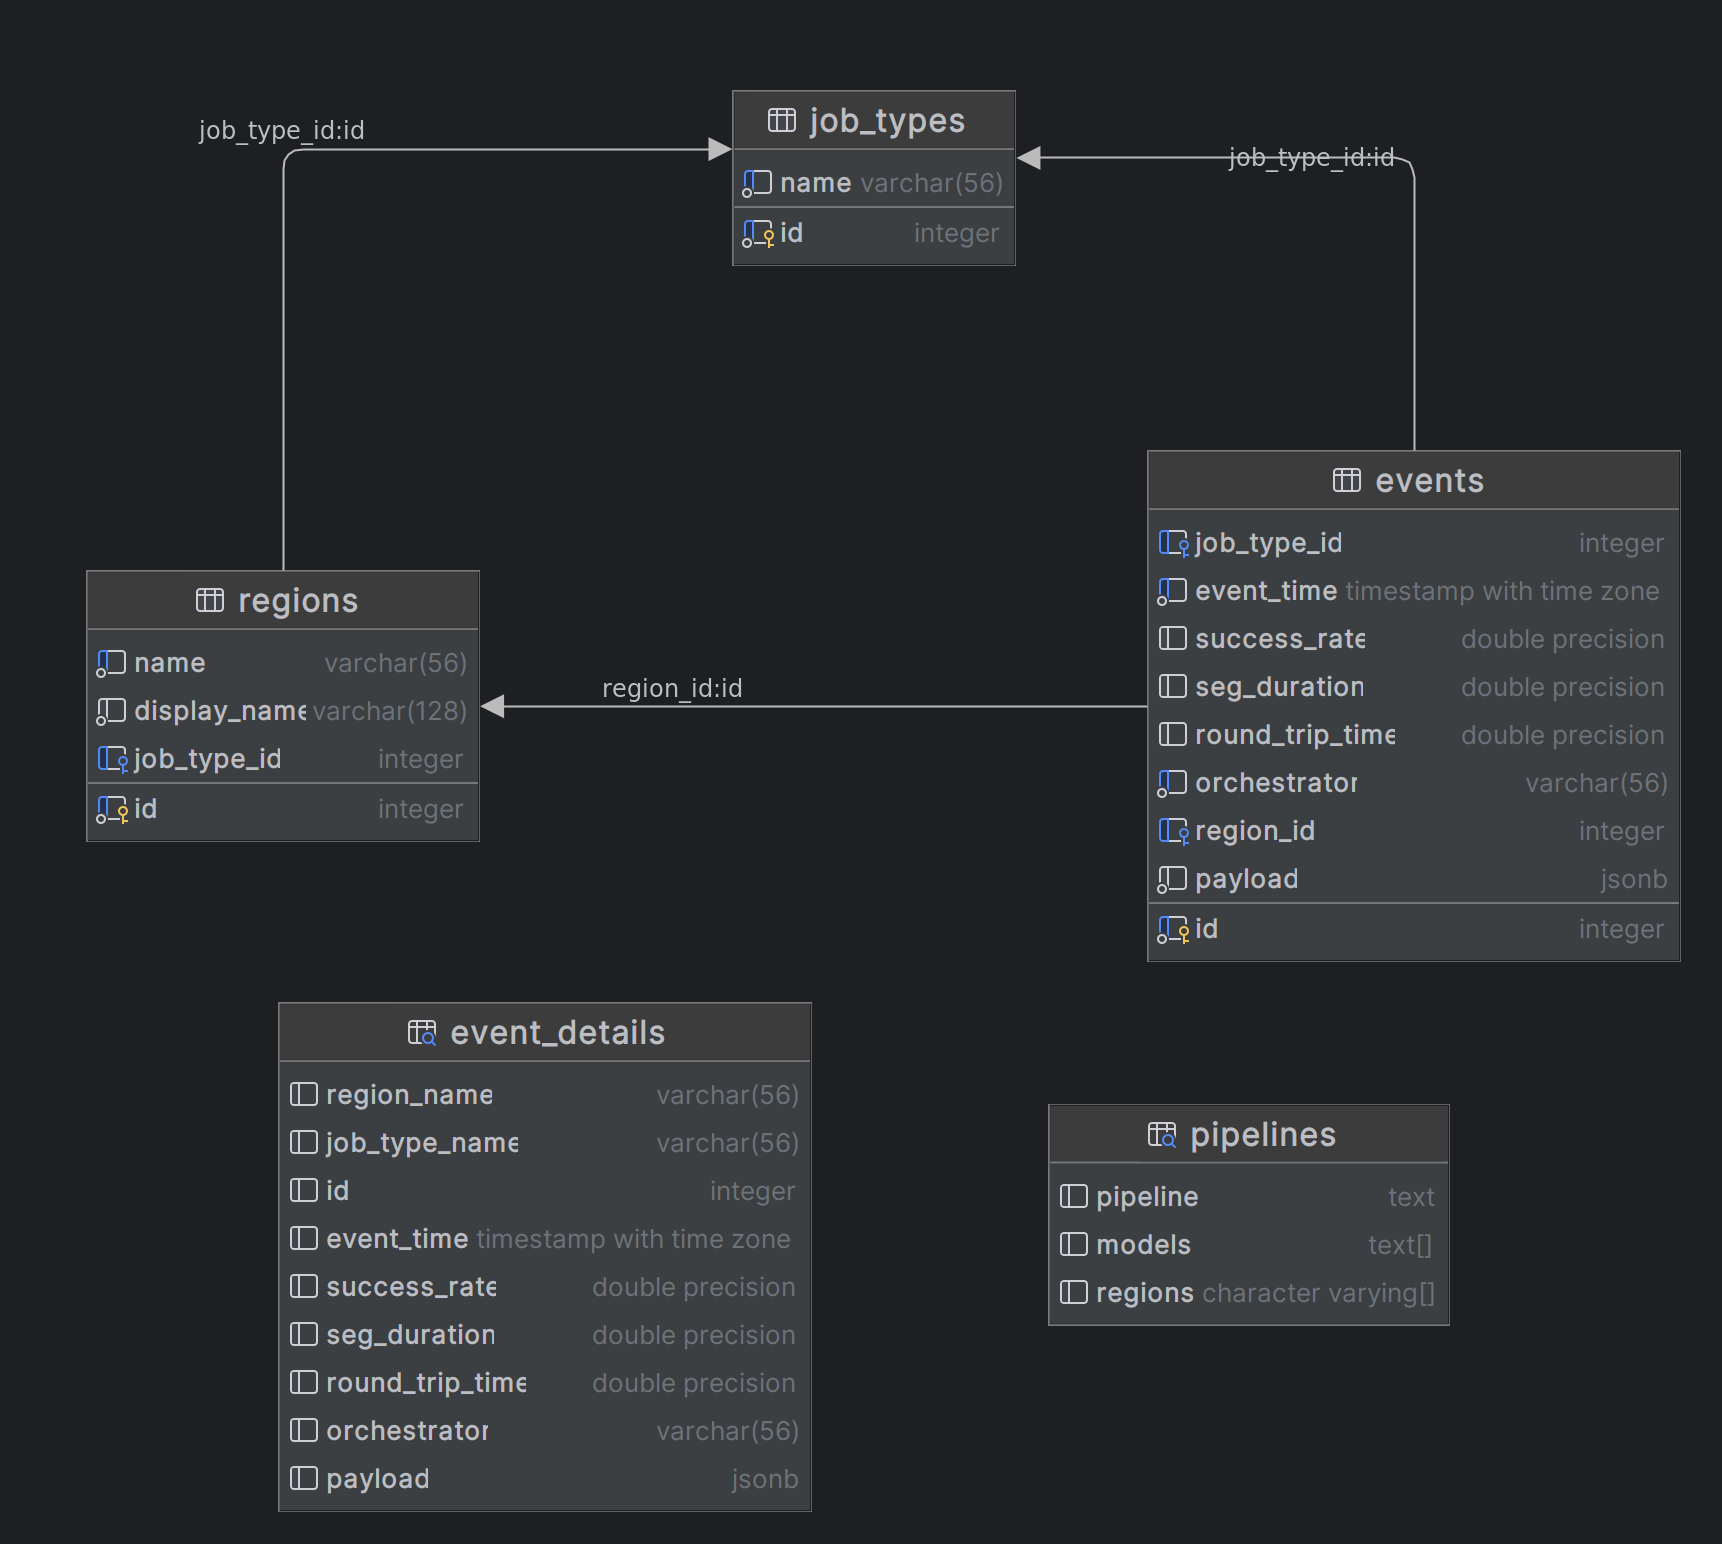 job_types
name varchar(56)
id integer
job_type_id:id
job_type_id:id
events
job_type_id integer
event_time timestamp with time zone
success_rate double precision
seg_duration double precision
round_trip_time double precision
orchestrator varchar(56)
region_id integer
payload jsonb
id integer
regions
name varchar(56)
display_name varchar(128)
job_type_id integer
id integer
region_id:id
event_details
region_name varchar(56)
job_type_name varchar(56)
id integer
event_time timestamp with time zone
success_rate double precision
seg_duration double precision
round_trip_time double precision
orchestrator varchar(56)
payload jsonb
pipelines
pipeline text
models text[]
regions character varying[]